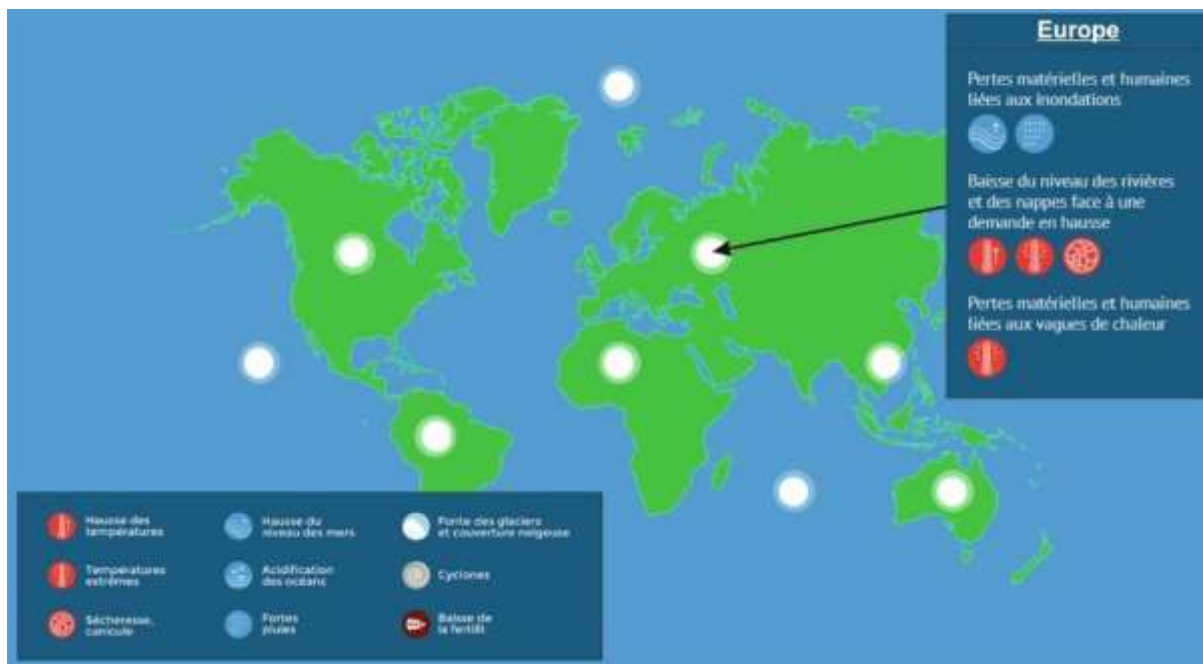 Europe
Pertes matérielles et humaines
liées aux inondations
Baisse du niveau des rivières
et des nappes face à une
demande en hausse
Pertes matérielles et humaines
liées aux vagues de chaleur
Hausse des
températures
Températures
extrêmes
Sécheresse,
canicule
Hausse du
niveau des mers
Acidification
des océans
Fortes
pluies
Fonte des glaciers
et couverture neigeuse
Cyclones
Baisse de
la fertilit